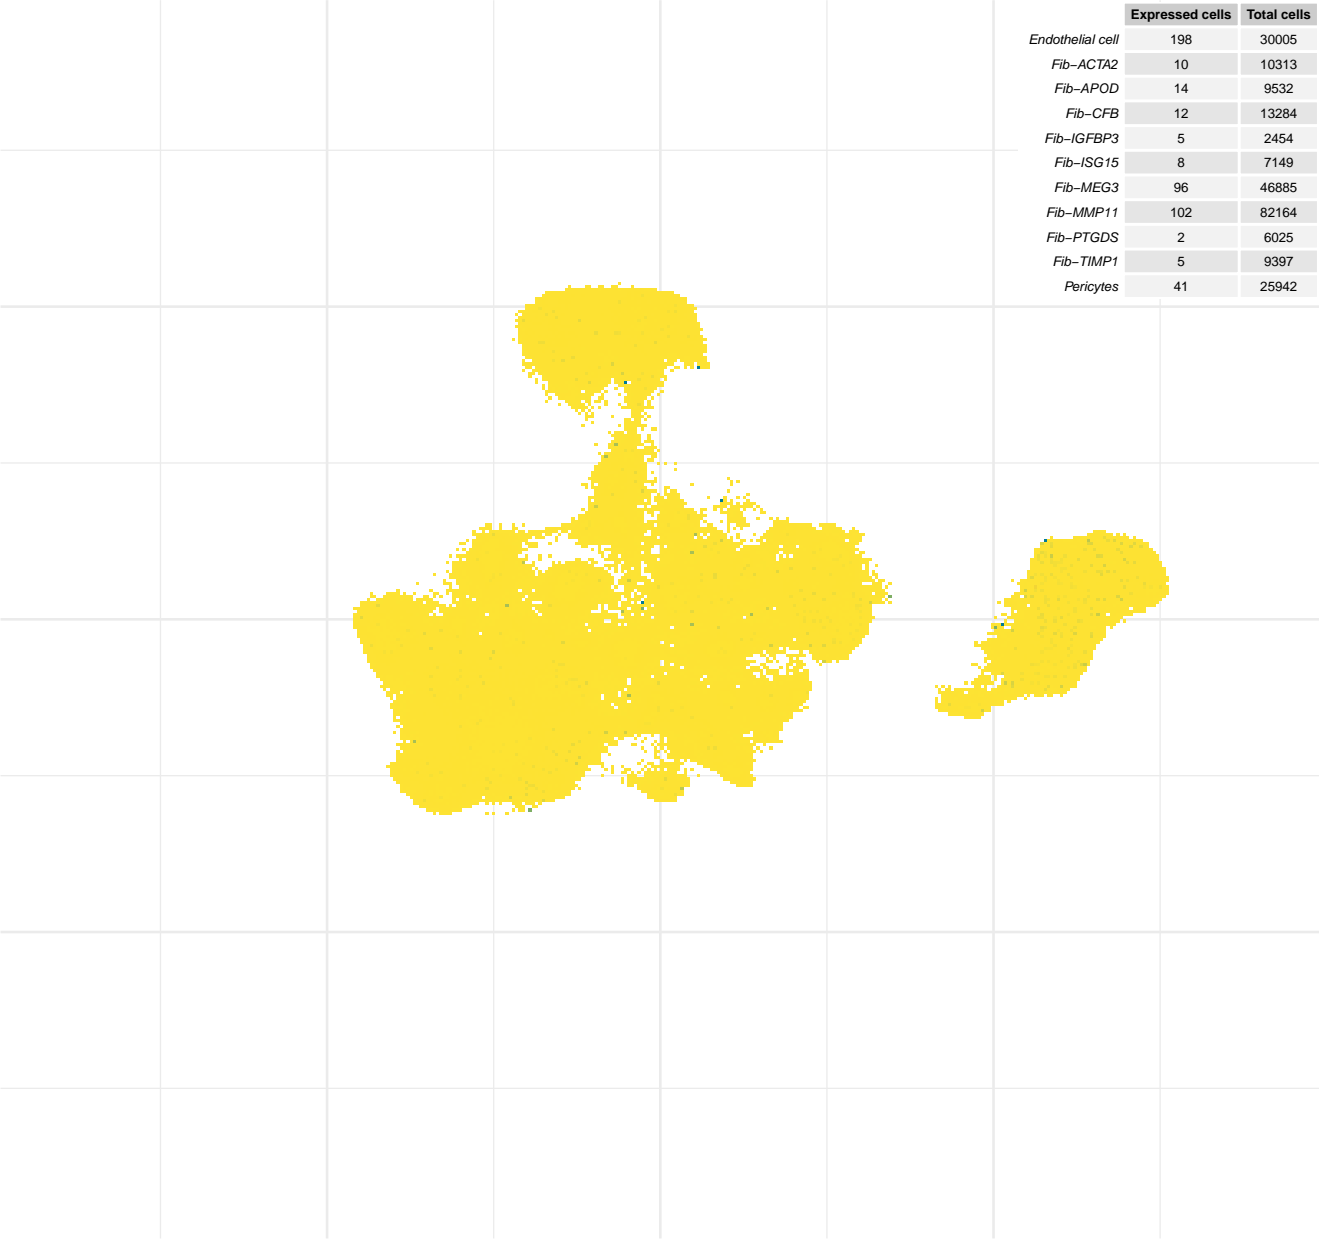 Expressed cells Total cells
Endothelial cell 198 30005
Fib−ACTA2 10 10313
Fib−APOD 14 9532
Fib−CFB 12 13284
Fib−IGFBP3 5 2454
Fib−ISG15 8 7149
Fib−MEG3 96 46885
Fib−MMP11 102 82164
Fib−PTGDS 2 6025
Fib−TIMP1 5 9397
Pericytes 41 25942